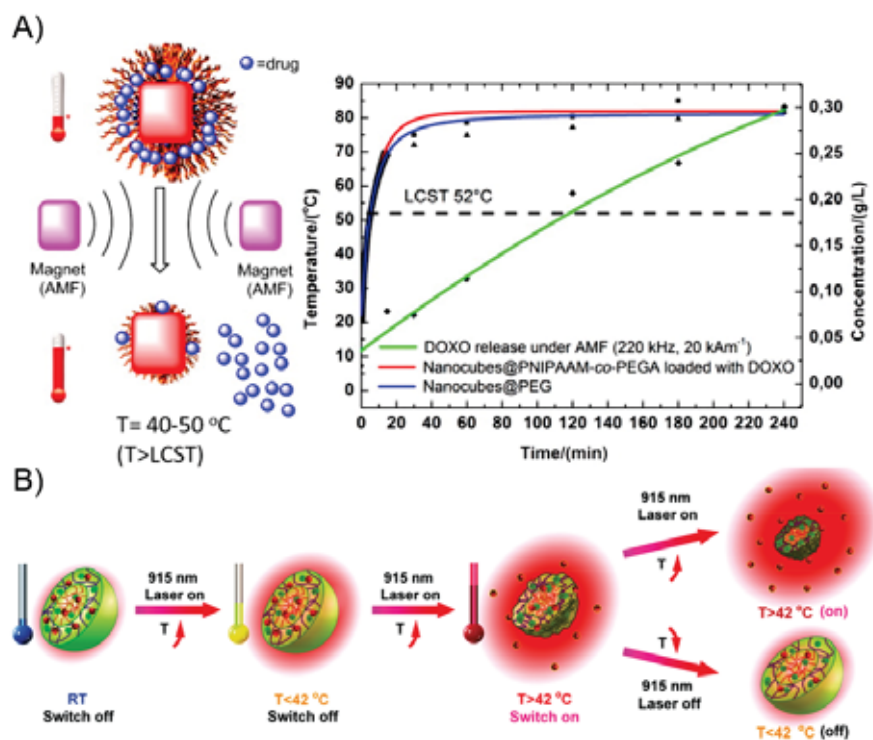 A)
=drug
Magnet
(AMF)
Magnet
(AMF)
T= 40-50 °C
(T>LCST)
90
80
70
60
50
40
30
20
10
0
Temperature/(°C)
LCST 52°C
DOXO release under AMF (220 kHz, 20 kAm-1)
Nanocubes@PNIPAAM-co-PEGA loaded with DOXO
Nanocubes@PEG
0,30
0,25
0,20
0,15
0,10
0,05
0,00
Concentration/(g/L)
0 20 40 60 80 100 120 140 160 180 200 220 240
Time/(min)
B)
915 nm
Laser on
T
915 nm
Laser on
T
915 nm
Laser on
T
T
915 nm
Laser off
RT
Switch off
T<42 °C
Switch off
T>42 °C
Switch on
T>42 °C (on)
T<42 °C (off)